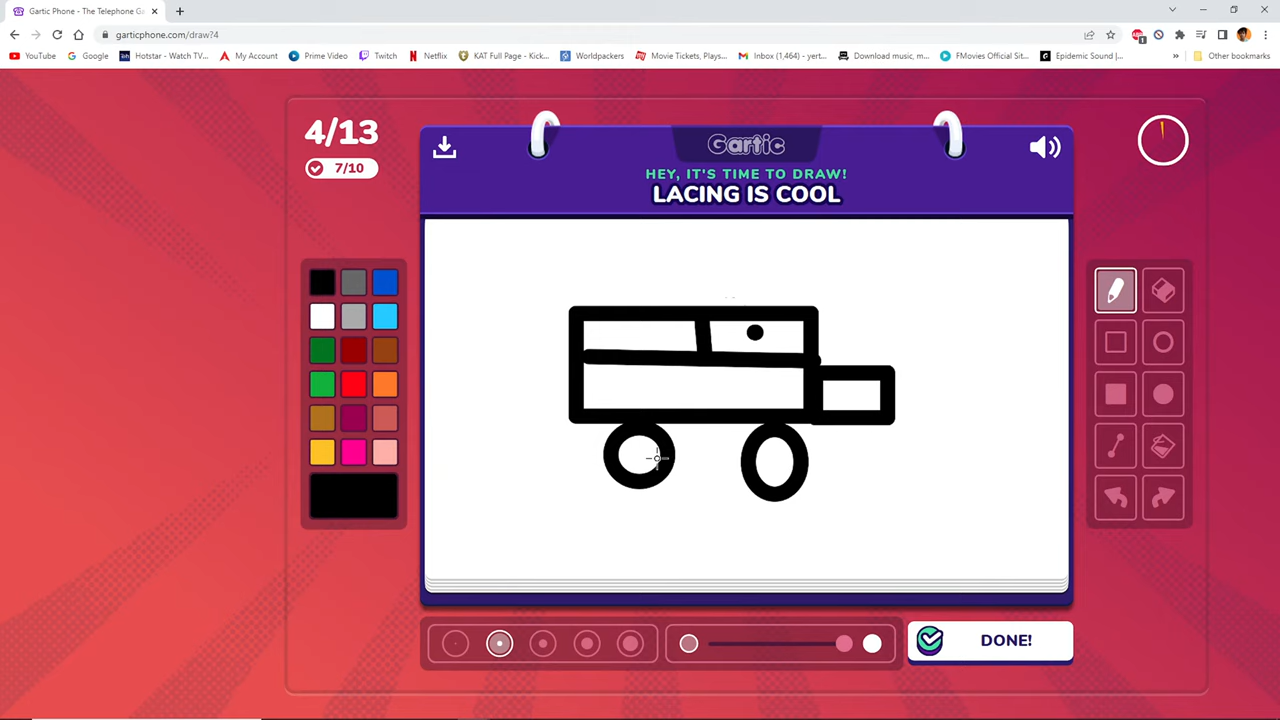 Gartic Phone - The Telephone Ga
garticphone.com/draw?4
YouTube
Google
Hotstar - Watch TV...
My Account
Prime Video
Twitch
Netflix
KAT Full Page - Kick...
Worldpackers
Movie Tickets, Plays...
Inbox (1,464) - yert...
Download music, m...
FMovies Official Sit...
Epidemic Sound |...
Other bookmarks
4/13
7/10
Gartic
HEY, IT'S TIME TO DRAW!
LACING IS COOL
DONE!